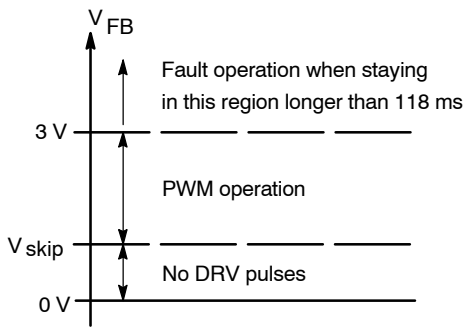 V FB
Fault operation when staying
in this region longer than 118 ms
3 V
PWM operation
V skip
No DRV pulses
0 V